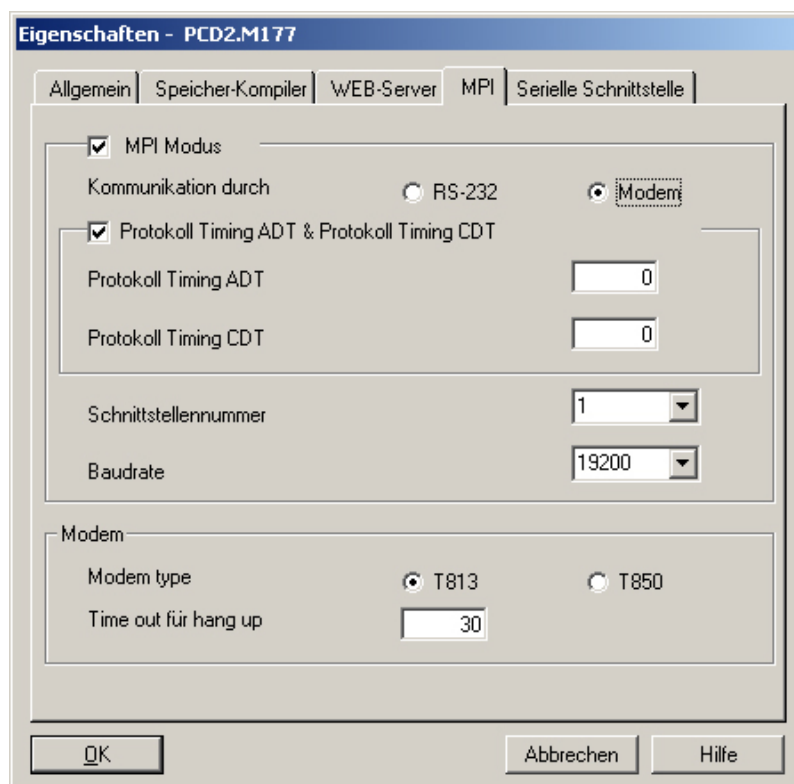 Eigenschaften - PCD2.M177
Allgemein Speicher-Kompiler WEB-Server MPI Serielle Schnittstelle
MPI Modus
Kommunikation durch RS-232 Modem
Protokoll Timing ADT & Protokoll Timing CDT
Protokoll Timing ADT 0
Protokoll Timing CDT 0
Schnittstellennummer 1
Baudrate 19200
Modem
Modem type T813 T850
Time out für hang up 30
OK Abbrechen Hilfe